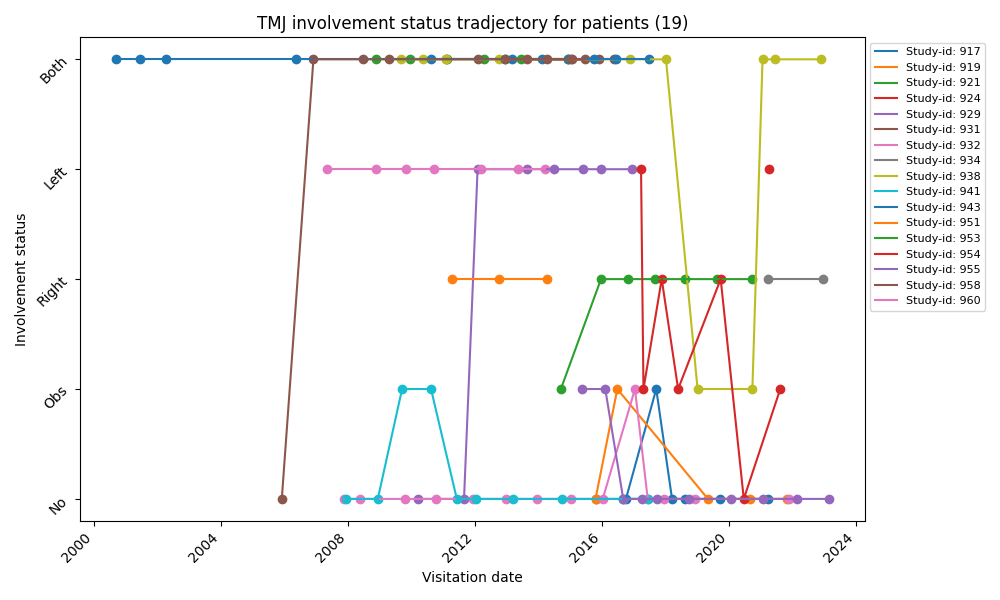 TMJ involvement status tradjectory for patients (19)
Both
Left
Right
Obs
No
Involvement status
2000
2004
2008
2012
2016
2020
2024
Visitation date
Study-id: 917
Study-id: 919
Study-id: 921
Study-id: 924
Study-id: 929
Study-id: 931
Study-id: 932
Study-id: 934
Study-id: 938
Study-id: 941
Study-id: 943
Study-id: 951
Study-id: 953
Study-id: 954
Study-id: 955
Study-id: 958
Study-id: 960